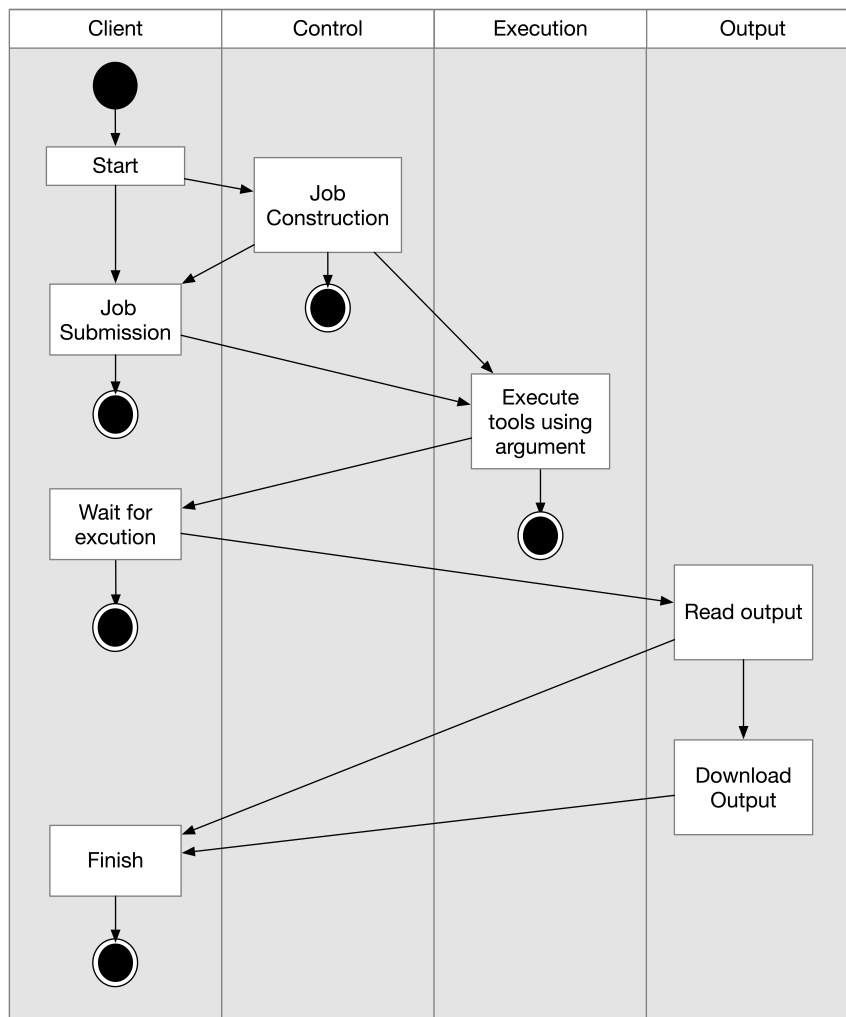 Client
Control
Execution
Output
Start
Job
Construction
Job
Submission
Execute
tools using
argument
Wait for
excution
Read output
Download
Output
Finish